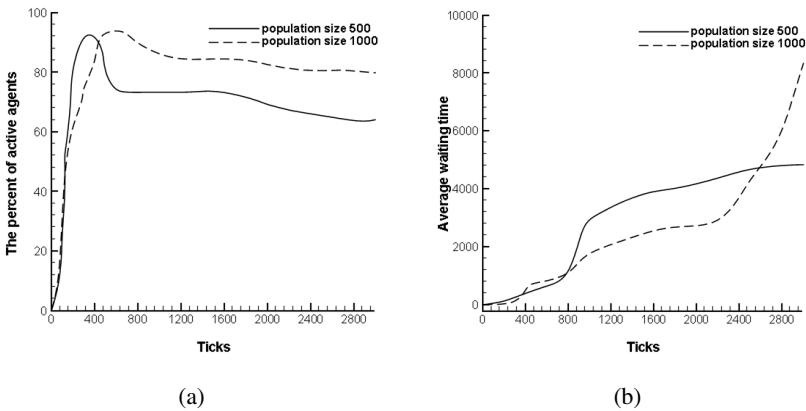 100
80
60
40
20
0
The percent of active agents
population size 500
population size 1000
0 400 800 1200 1600 2000 2400 2800
Ticks
(a)
10000
8000
6000
4000
2000
0
Average waiting time
population size 500
population size 1000
0 400 800 1200 1600 2000 2400 2800
Ticks
(b)